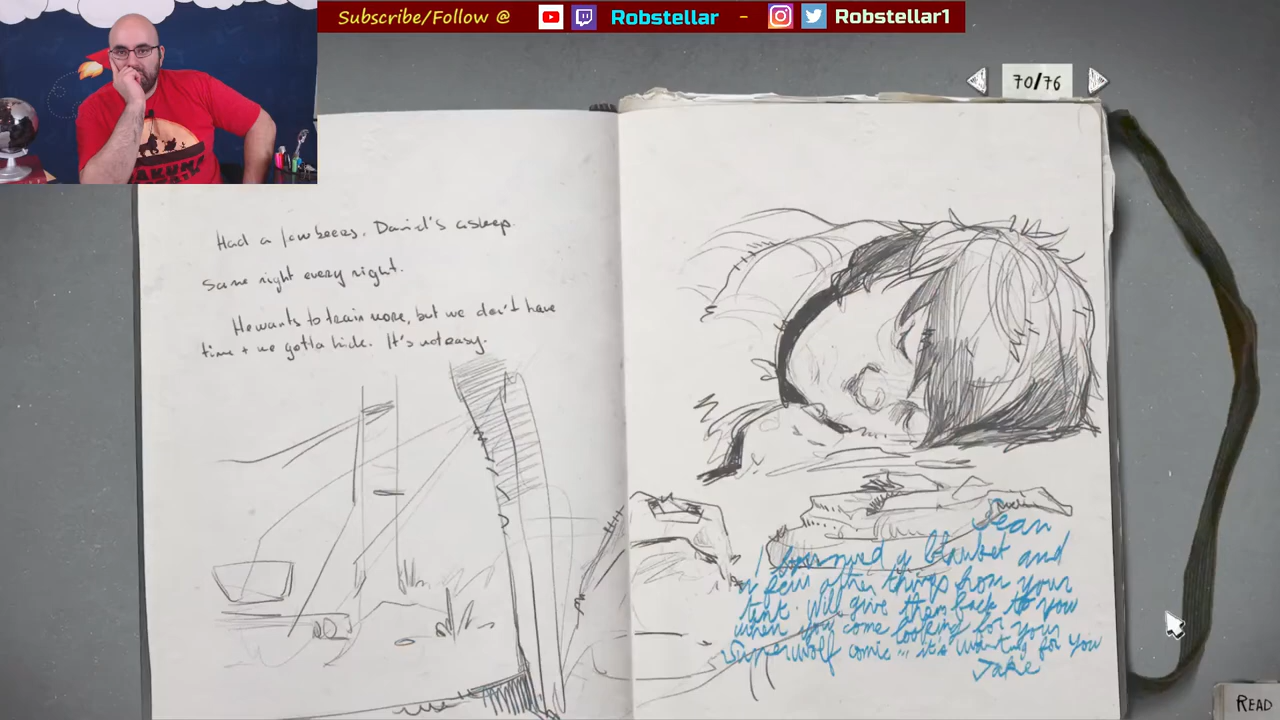 Subscribe/Follow @ Robstellar - Robstellar1
70/76
Had a few beers. Daniel's asleep.
Same night every night.
He wants to train more, but we don't have
time + we gotta hide. It's not easy.
Sean
I borrowed a blanket and
a few other things from your
tent. Will give them back to you
when you come looking for your
Superwolf comic... it's waiting for you
Jake
READ